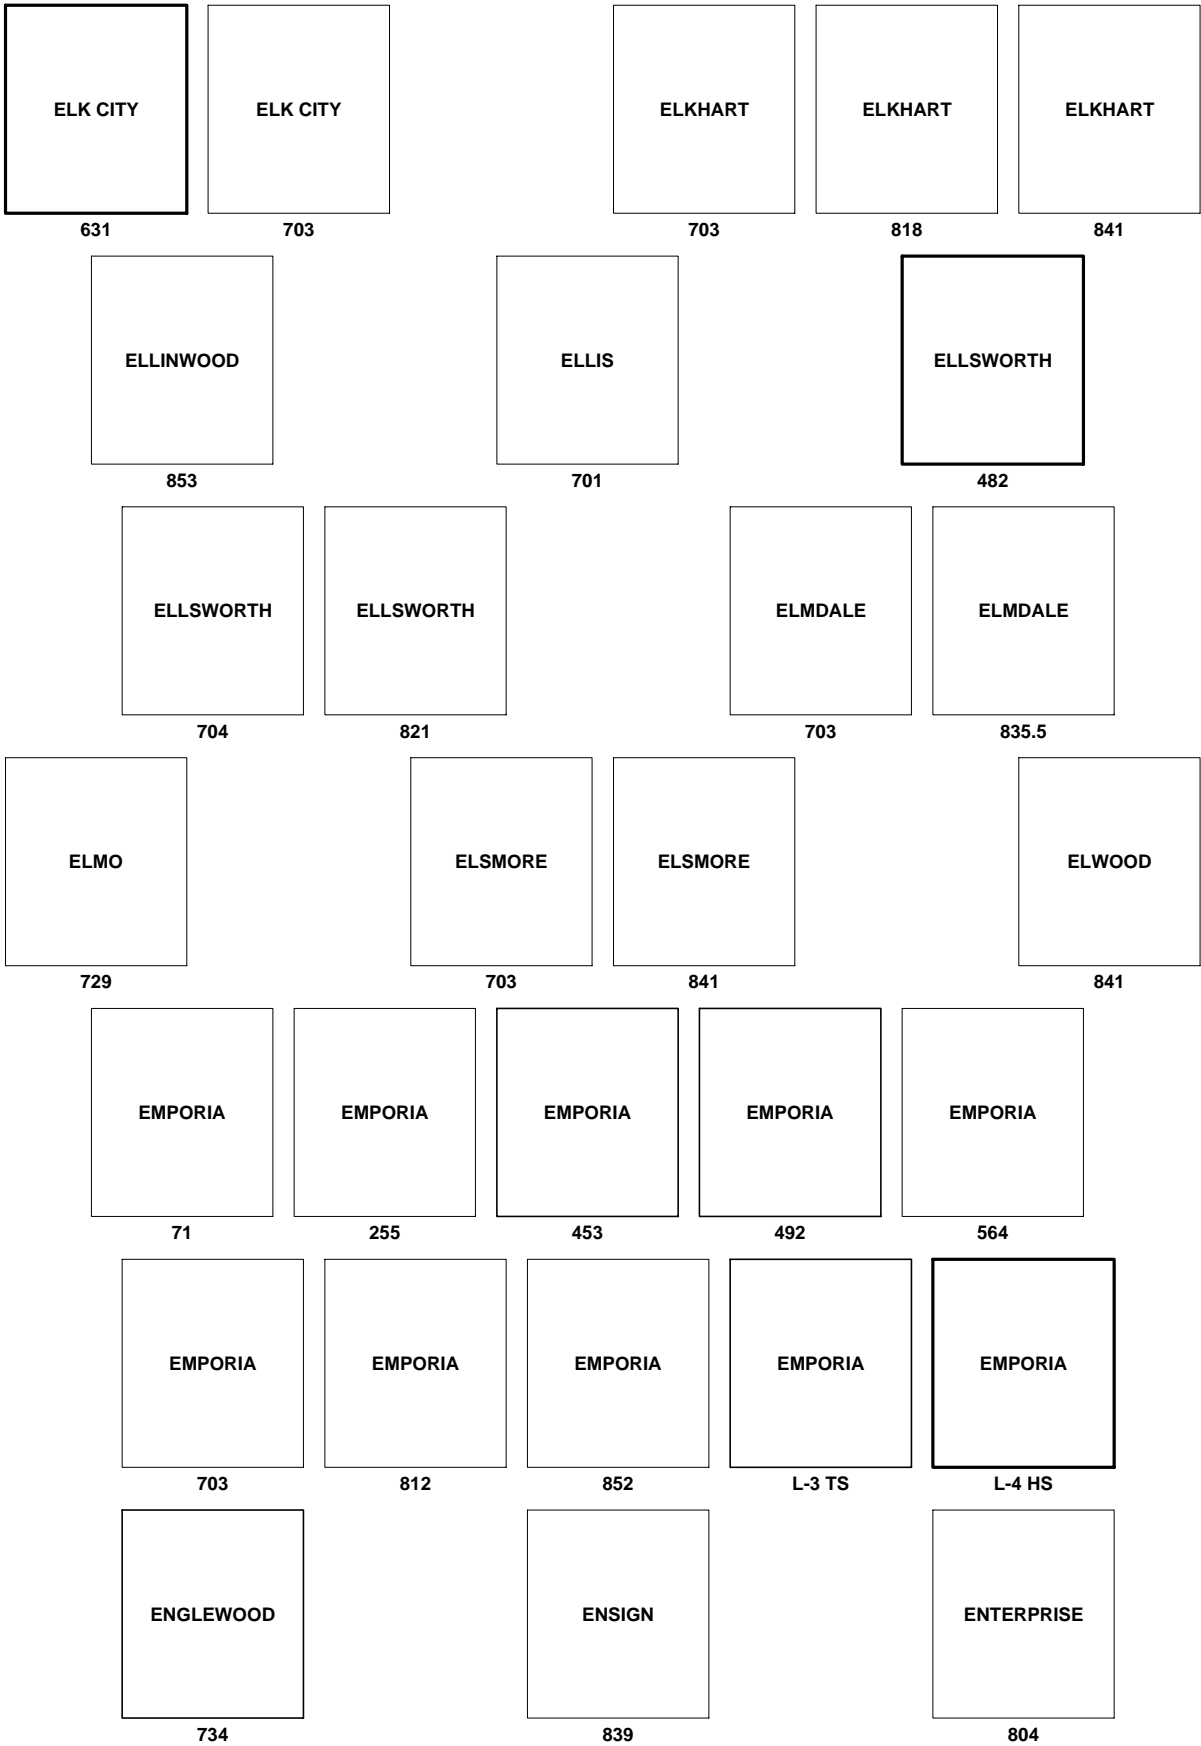 ELK CITY ELK CITY ELKHART ELKHART ELKHART
631 703 703 818 841
ELLINWOOD ELLIS ELLSWORTH
853 701 482
ELLSWORTH ELLSWORTH ELMDALE ELMDALE
704 821 703 835.5
ELMO ELSMORE ELSMORE ELWOOD
729 703 841 841
EMPORIA EMPORIA EMPORIA EMPORIA EMPORIA
71 255 453 492 564
EMPORIA EMPORIA EMPORIA EMPORIA EMPORIA
703 812 852 L-3 TS L-4 HS
ENGLEWOOD ENSIGN ENTERPRISE
734 839 804